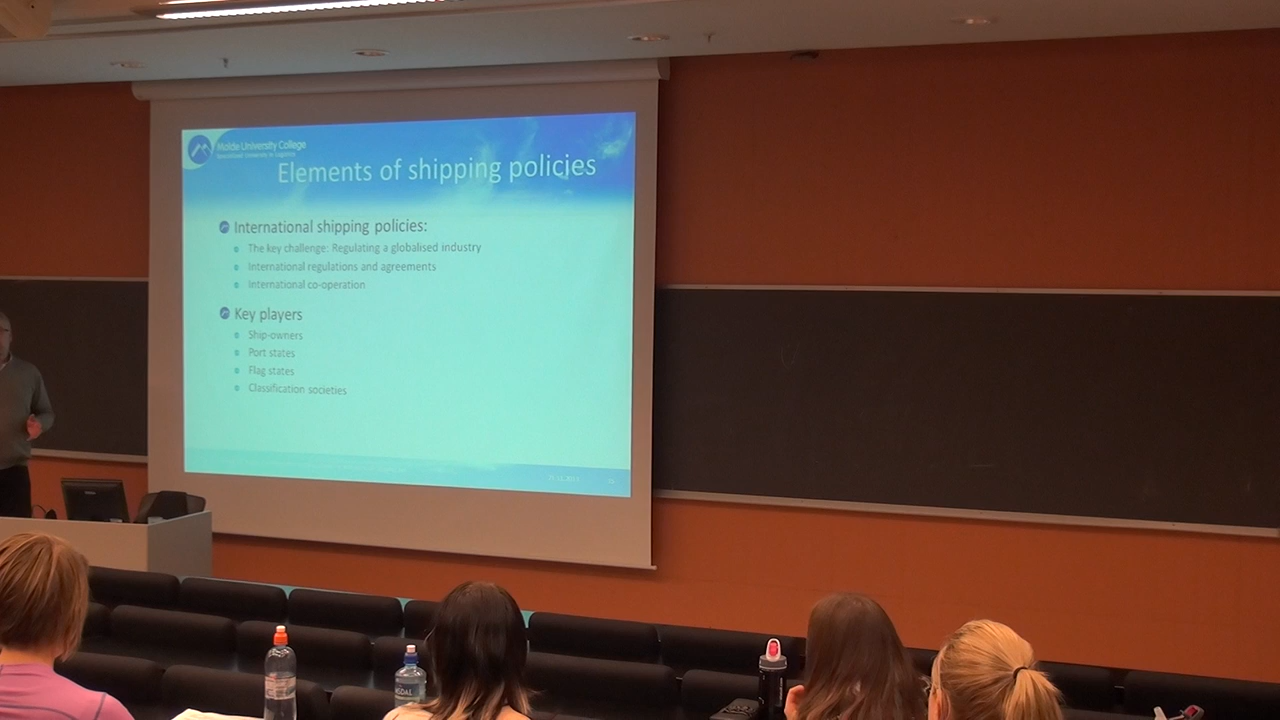 Molde University College
Elements of shipping policies
International shipping policies:
The key challenge: Regulating a globalised industry
International regulations and agreements
International co-operation
Key players
Ship-owners
Port states
Flag states
Classification societies